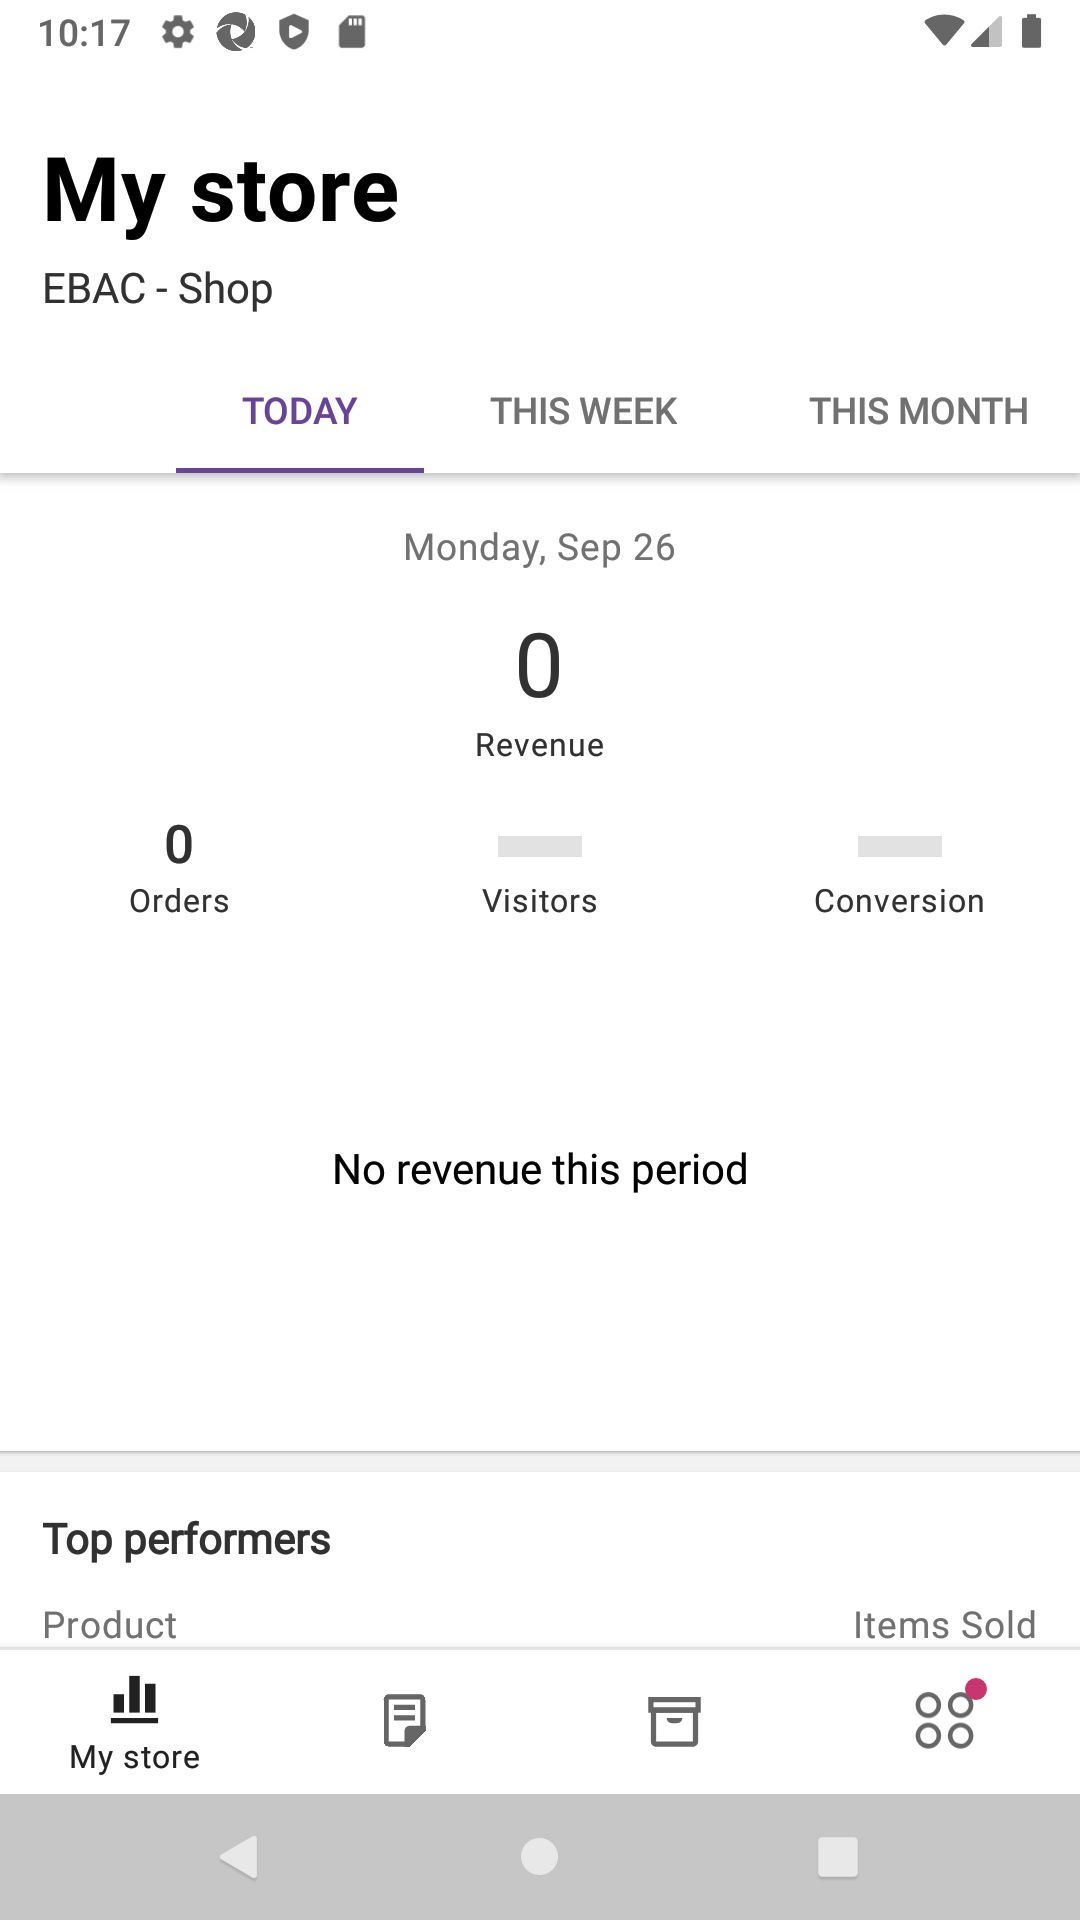 10:17
My store
EBAC - Shop
TODAY THIS WEEK THIS MONTH
Monday, Sep 26
0
Revenue
0
Orders Visitors Conversion
No revenue this period
Top performers
Product Items Sold
My store